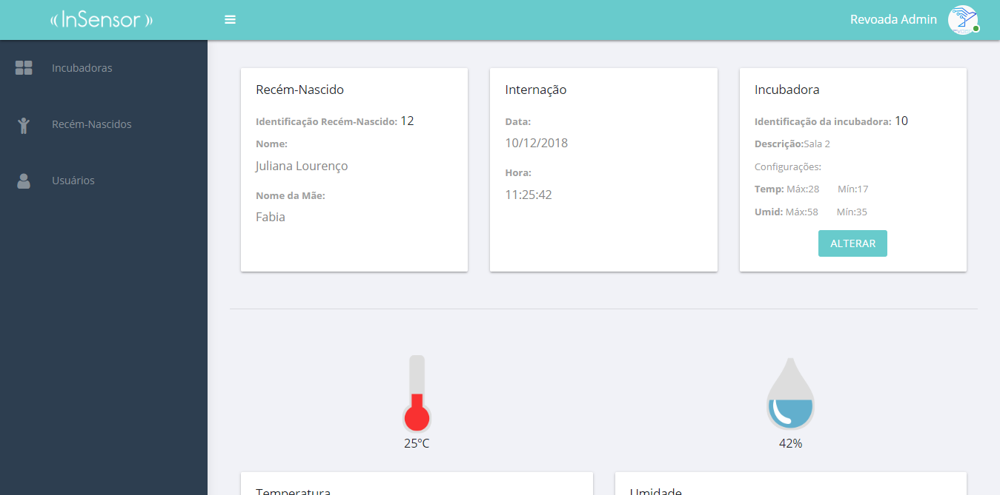 InSensor
Revoada Admin
Incubadoras
Recém-Nascidos
Usuários
Recém-Nascido
Identificação Recém-Nascido: 12
Nome:
Juliana Lourenço
Nome da Mãe:
Fabia
Internação
Data:
10/12/2018
Hora:
11:25:42
Incubadora
Identificação da incubadora: 10
Descrição:Sala 2
Configurações:
Temp: Máx:28 Mín:17
Umid: Máx:58 Mín:35
ALTERAR
25°C
42%
Temperatura
Umidade